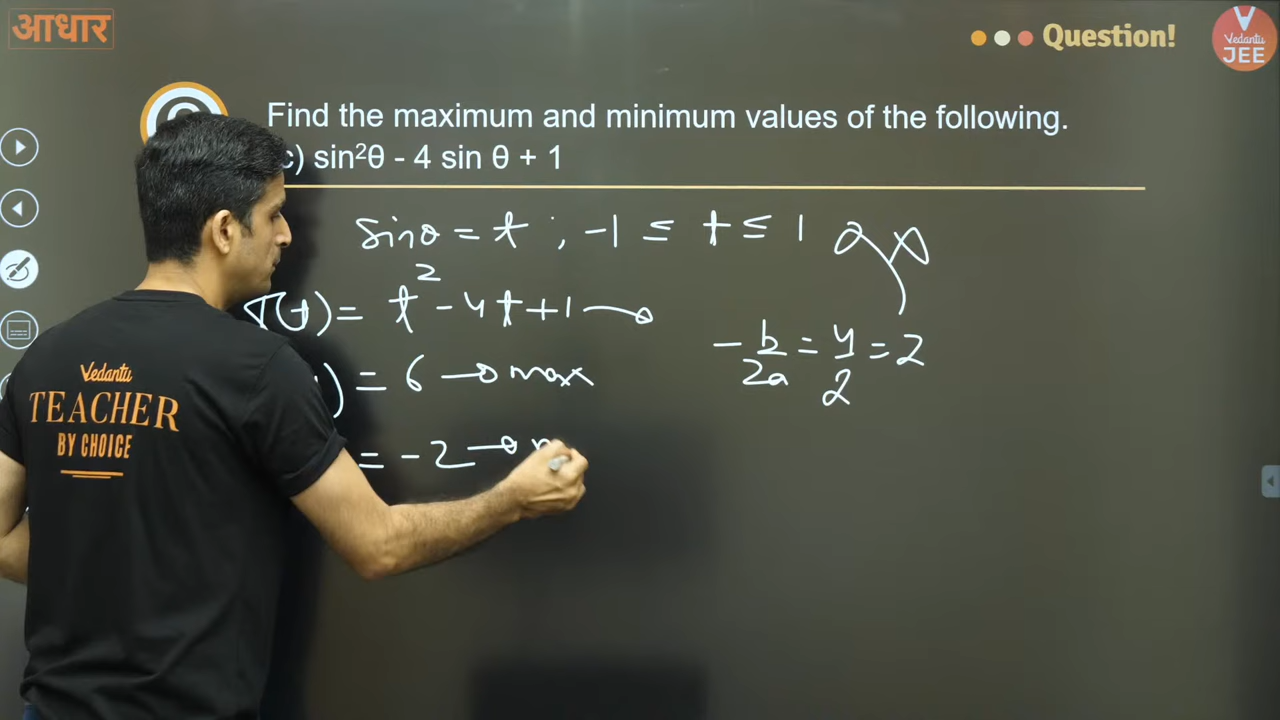 आधार
Question!
Vedantu
JEE
Find the maximum and minimum values of the following.
c) sin²θ - 4 sin θ + 1
sinθ = t ; -1 ≤ t ≤ 1
(t) = t² - 4t + 1
) = 6 → max
= -2 →
- b/2a = 4/2 = 2
Vedantu
TEACHER
BY CHOICE